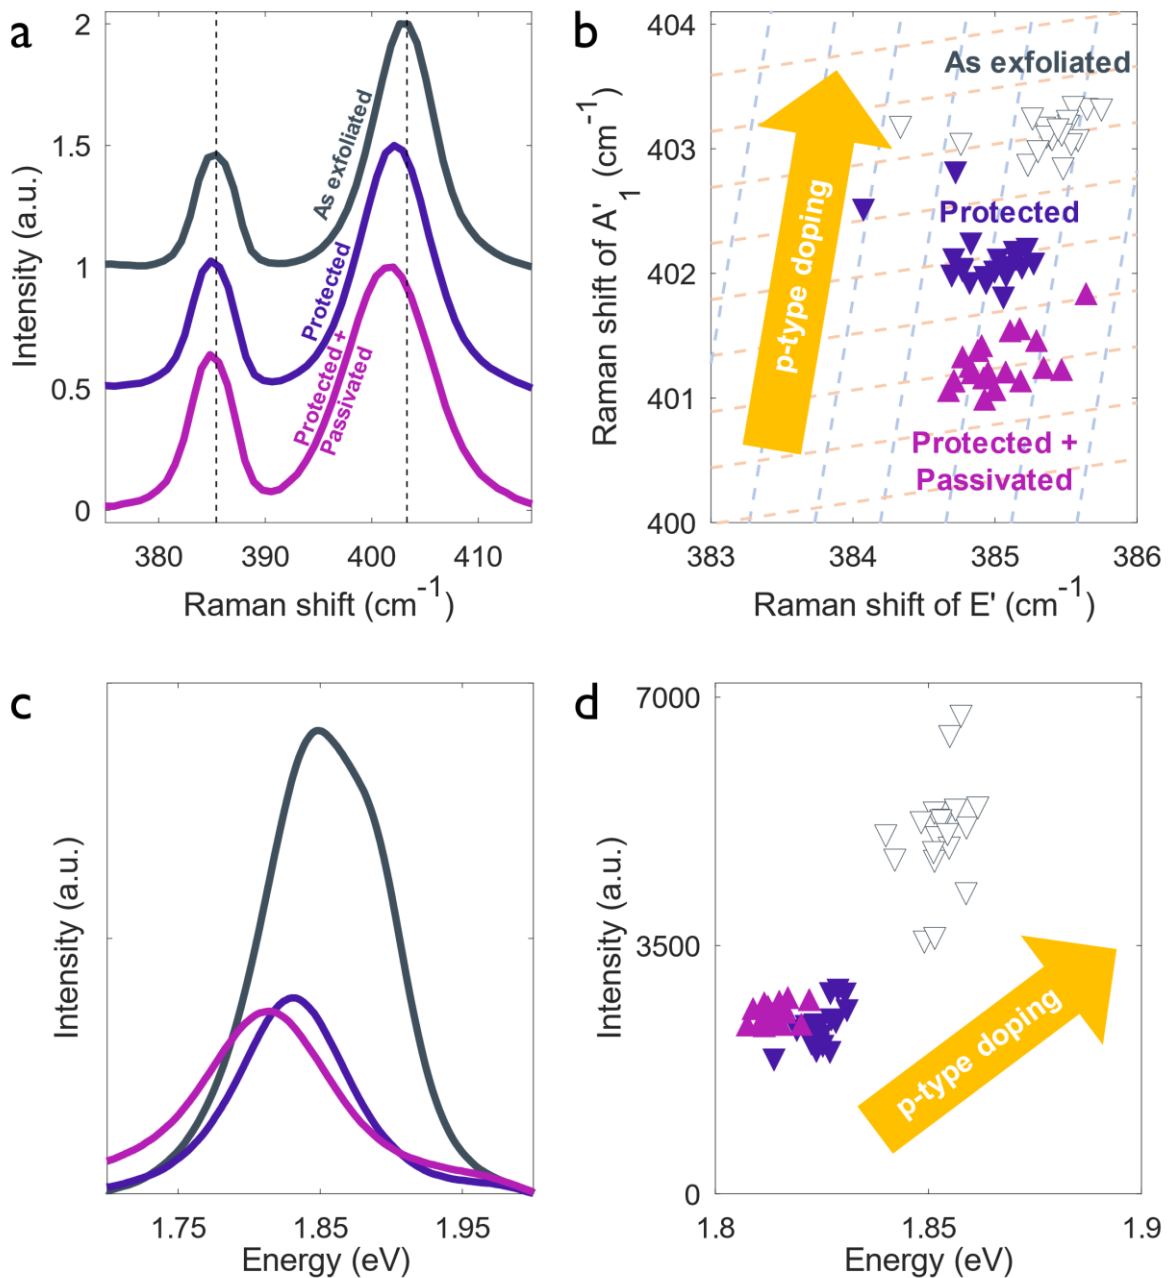 a
2
1.5
1
0.5
0
Intensity (a.u.)
As exfoliated
Protected
Protected +
Passivated
380
390
400
410
Raman shift (cm-1)
b
404
403
402
401
400
Raman shift of A'1 (cm-1)
As exfoliated
Protected
Protected +
Passivated
p-type doping
383
384
385
386
Raman shift of E' (cm-1)
c
Intensity (a.u.)
1.75
1.85
1.95
Energy (eV)
d
7000
3500
0
Intensity (a.u.)
p-type doping
1.8
1.85
1.9
Energy (eV)